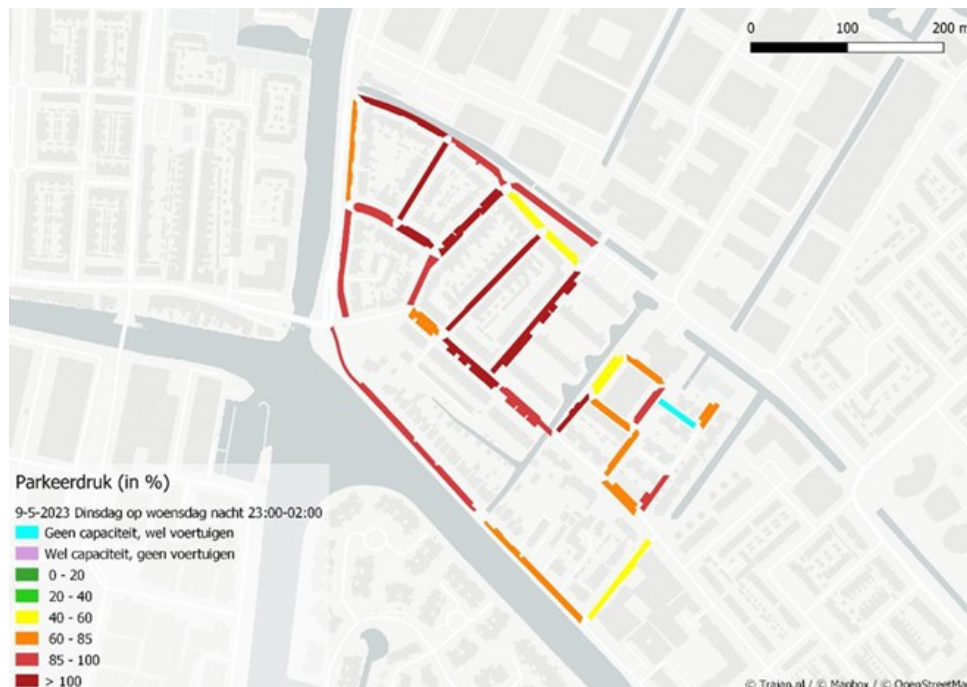 0 100 200 m
Parkeerdruk (in %)
9-5-2023 Dinsdag op woensdag nacht 23:00-02:00
Geen capaciteit, wel voertuigen
Wel capaciteit, geen voertuigen
0 - 20
20 - 40
40 - 60
60 - 85
85 - 100
> 100
© Trajan.nl / © Mapbox / © OpenStreetMa